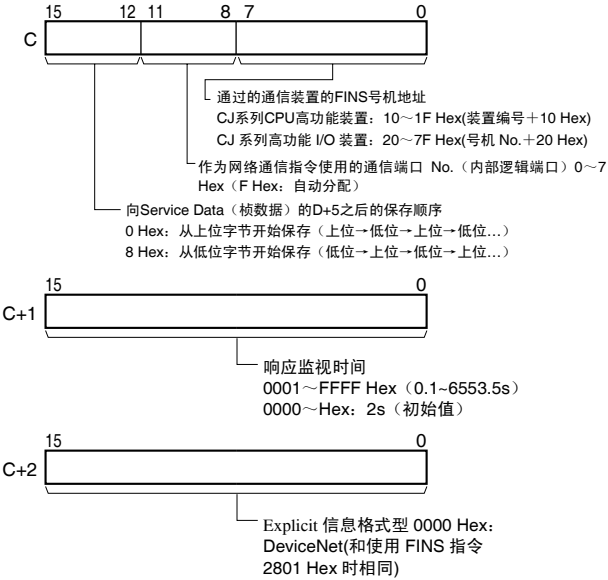 15 12 11 8 7 0
C
通过的通信装置的FINS号机地址
CJ系列CPU高功能装置：10～1F Hex(装置编号＋10 Hex)
CJ 系列高功能 I/O 装置：20～7F Hex(号机 No.＋20 Hex)
作为网络通信指令使用的通信端口 No.（内部逻辑端口）0～7
Hex（F Hex：自动分配）
向Service Data（桢数据）的D+5之后的保存顺序
0 Hex：从上位字节开始保存（上位→低位→上位→低位…）
8 Hex：从低位字节开始保存（低位→上位→低位→上位…）
15 0
C+1
响应监视时间
0001～FFFF Hex（0.1~6553.5s）
0000～Hex：2s（初始值）
15 0
C+2
Explicit 信息格式型 0000 Hex：
DeviceNet(和使用 FINS 指令
2801 Hex 时相同)